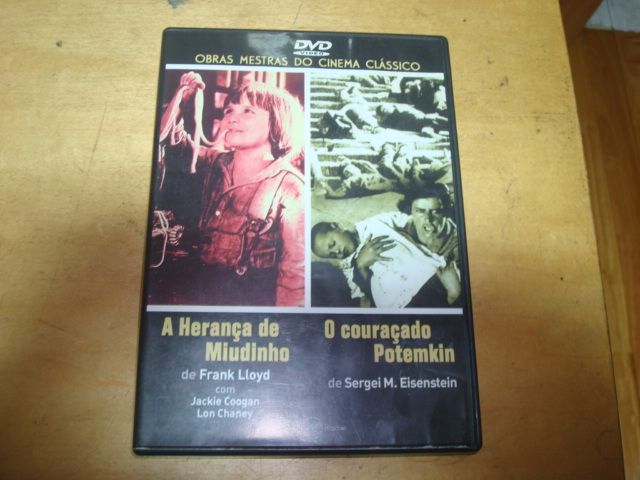 DVD
VIDEO
OBRAS MESTRAS DO CINEMA CLÁSSICO
A Herança de
Miudinho
de Frank Lloyd
com
Jackie Coogan
Lon Chaney
O couraçado
Potemkin
de Sergei M. Eisenstein